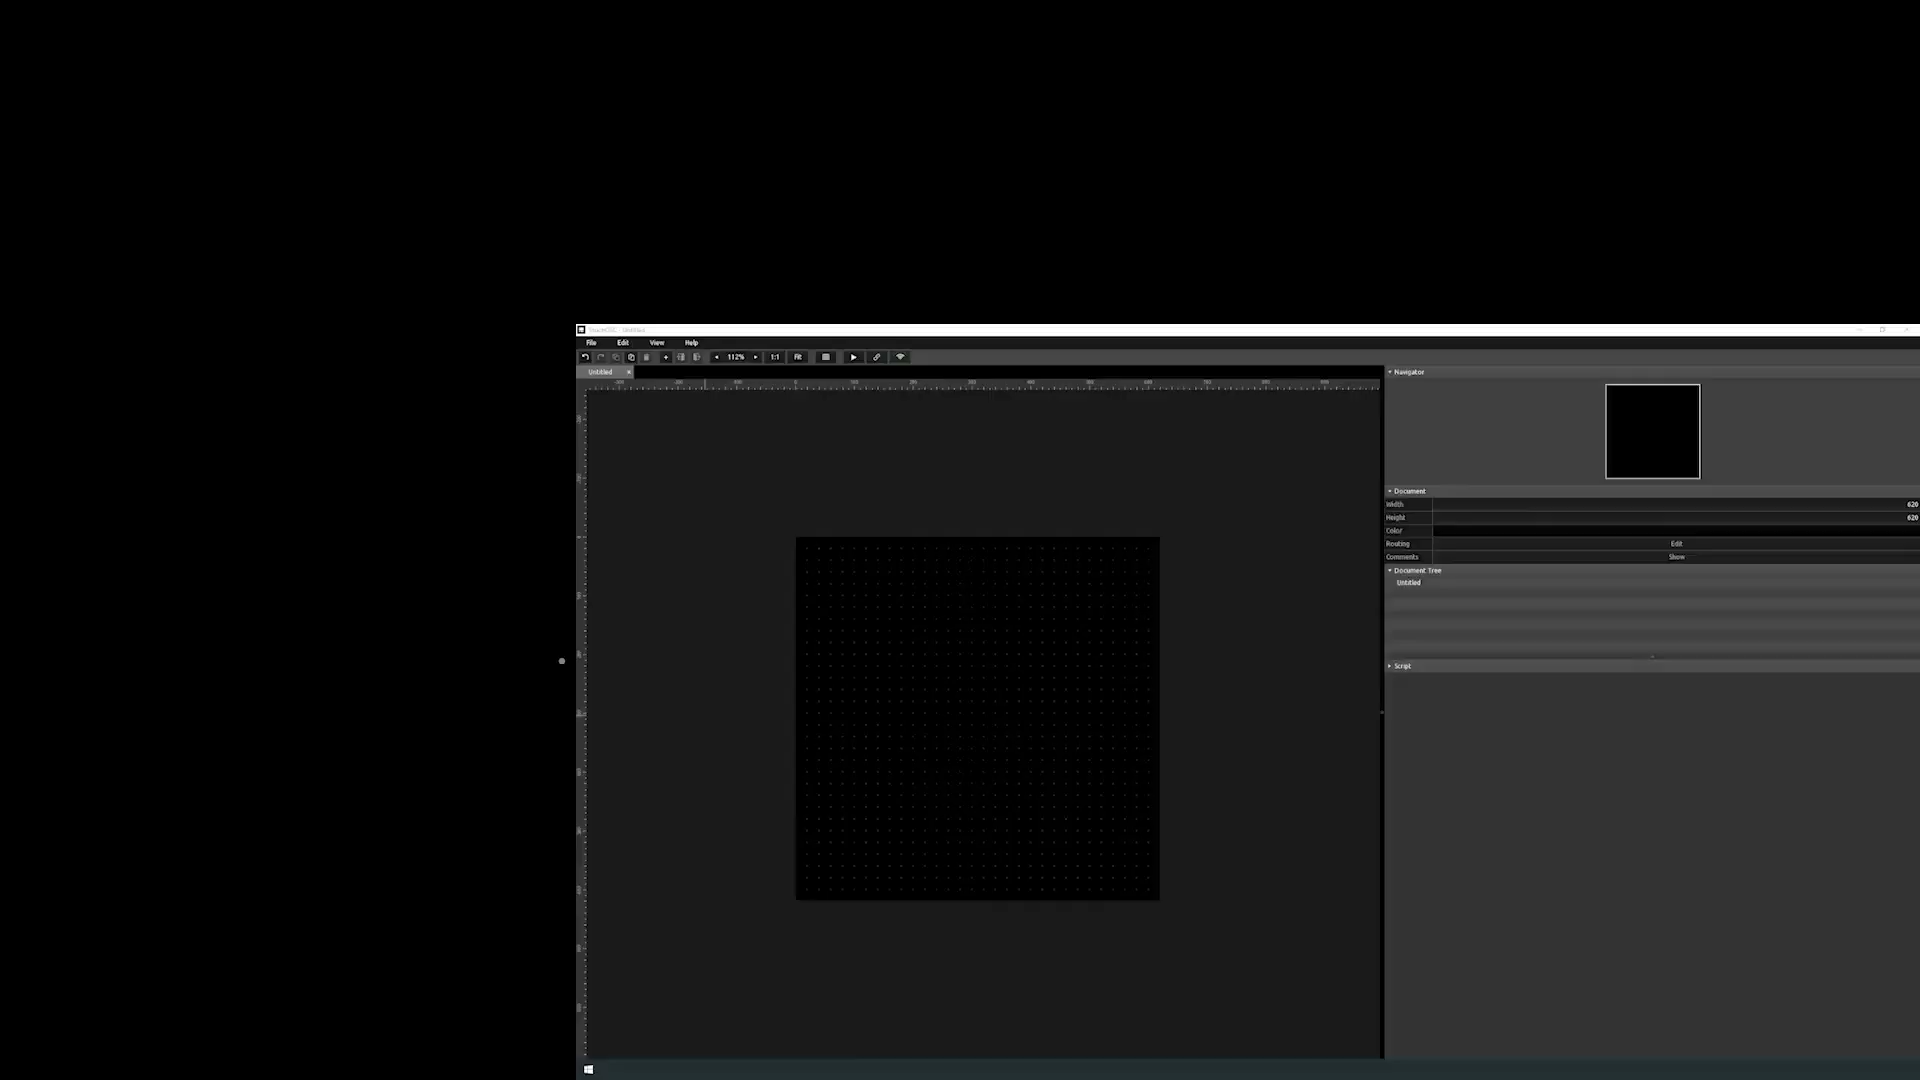 File Edit View Help
112% 1:1 Fit
Untitled
Navigator
Document
Width 620
Height 620
Color
Routing Edit
Comments Show
Document Tree
Untitled
Script